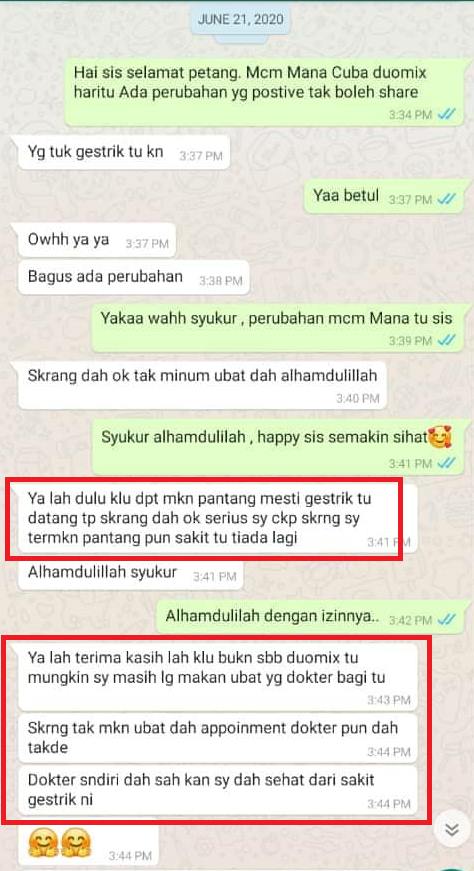 JUNE 21, 2020
Hai sis selamat petang. Mcm Mana Cuba duomix
haritu Ada perubahan yg postive tak boleh share
3:34 PM
Yg tuk gestrik tu kn 3:37 PM
Yaa betul 3:37 PM
Owhh ya ya 3:37 PM
Bagus ada perubahan 3:38 PM
Yakaa wahh syukur , perubahan mcm Mana tu sis
3:39 PM
Skrang dah ok tak minum ubat dah alhamdulillah
3:40 PM
Syukur alhamdulilah , happy sis semakin sihat🥰
3:41 PM
Ya lah dulu klu dpt mkn pantang mesti gestrik tu
datang tp skrang dah ok serius sy ckp skrng sy
termkn pantang pun sakit tu tiada lagi 3:41 PM
Alhamdulillah syukur 3:41 PM
Alhamdulilah dengan izinnya.. 3:42 PM
Ya lah terima kasih lah klu bukn sbb duomix tu
mungkin sy masih lg makan ubat yg dokter bagi tu
3:43 PM
Skrng tak mkn ubat dah appoinment dokter pun dah
takde 3:44 PM
Dokter sndiri dah sah kan sy dah sehat dari sakit
gestrik ni 3:44 PM
🤗🤗 3:44 PM